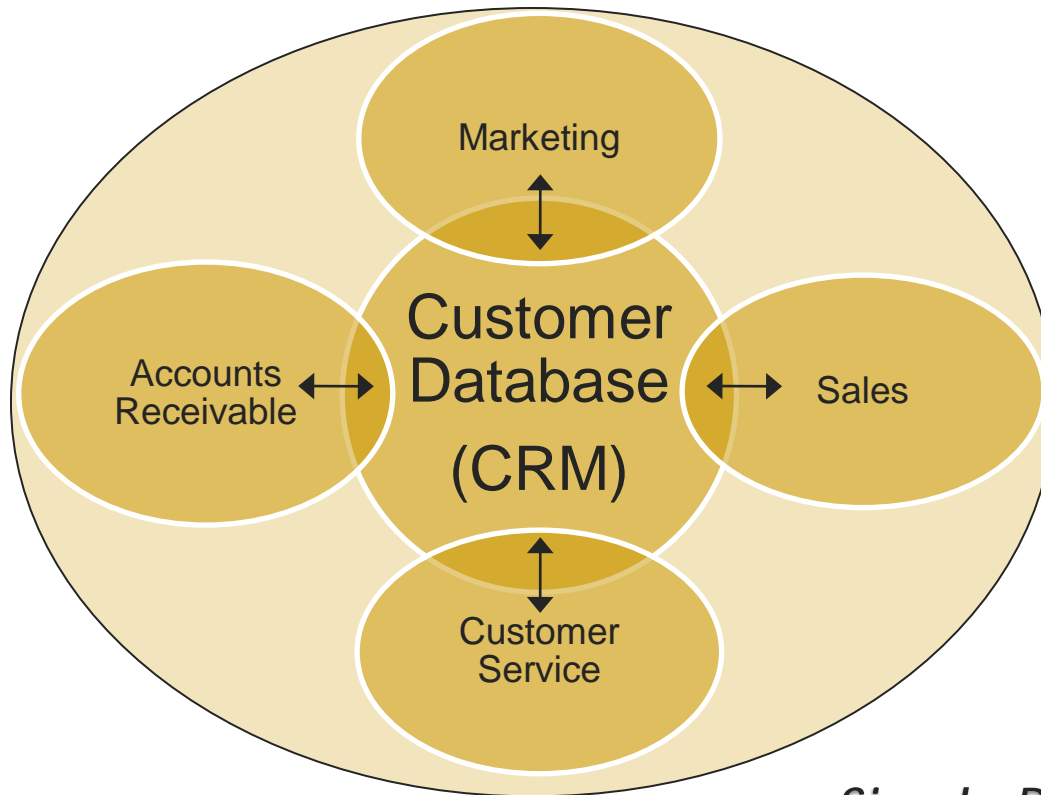 Marketing
Customer
Database
(CRM)
Accounts
Receivable
Sales
Customer
Service